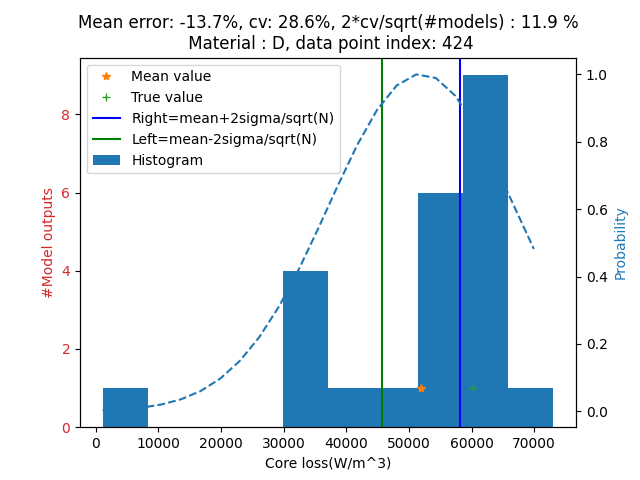 Mean error: -13.7%, cv: 28.6%, 2*cv/sqrt(#models) : 11.9 %
Material : D, data point index: 424
Mean value
True value
Right=mean+2sigma/sqrt(N)
Left=mean-2sigma/sqrt(N)
Histogram
8
6
4
2
0
#Model outputs
1.0
0.8
0.6
0.4
0.2
0.0
Probability
0 10000 20000 30000 40000 50000 60000 70000
Core loss(W/m^3)